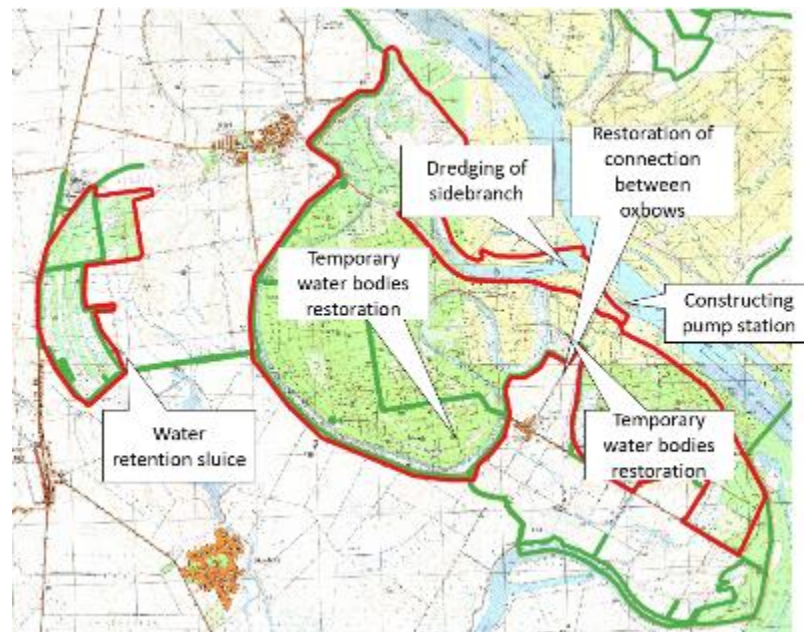 Restoration of
connection
between
oxbows
Dredging of
sidebranch
Temporary
water bodies
restoration
Constructing
pump station
Water
retention sluice
Temporary
water bodies
restoration